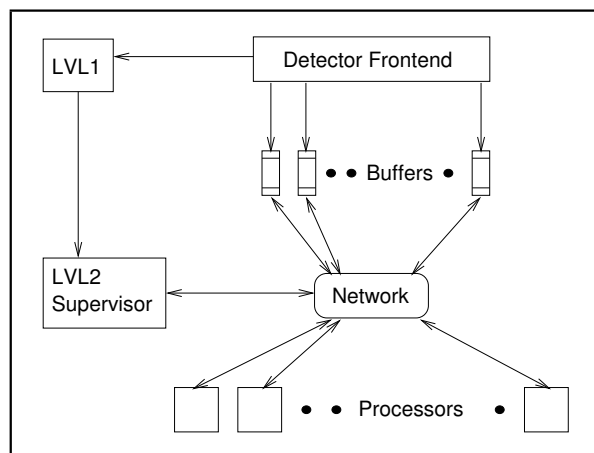 LVL1
Detector Frontend
Buffers
LVL2
Supervisor
Network
Processors